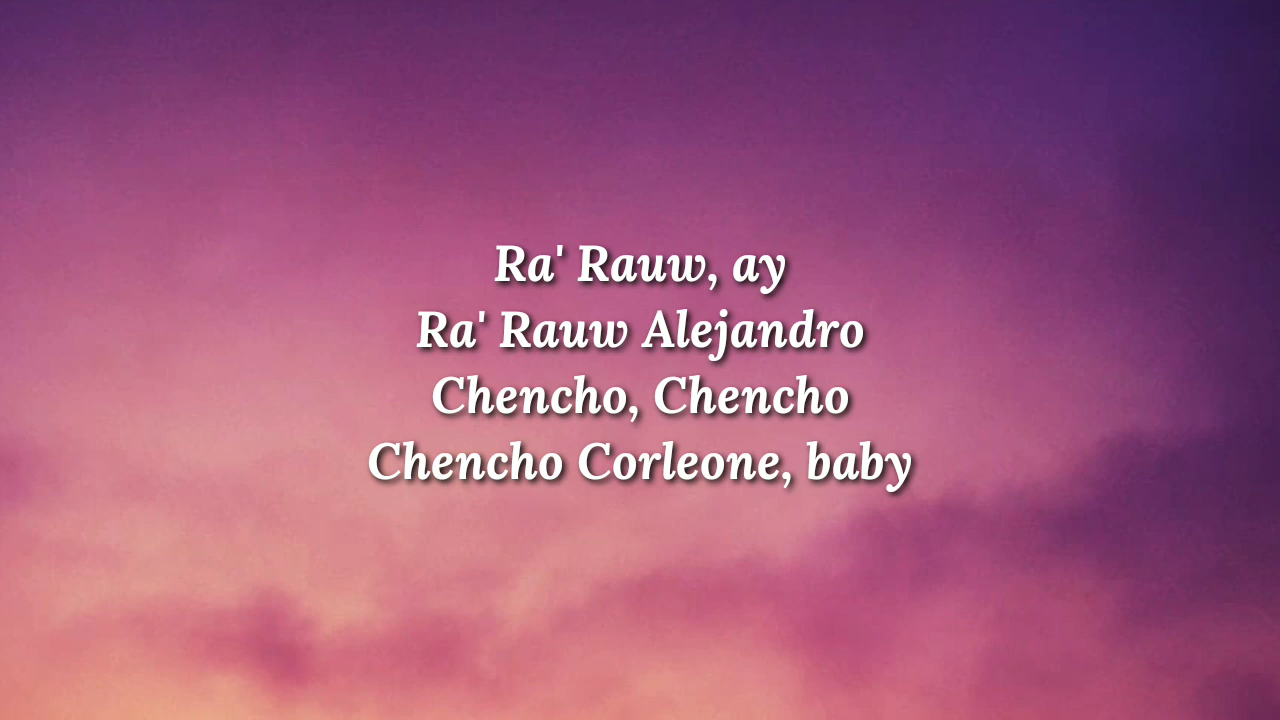 Ra' Rauw, ay
Ra' Rauw Alejandro
Chencho, Chencho
Chencho Corleone, baby